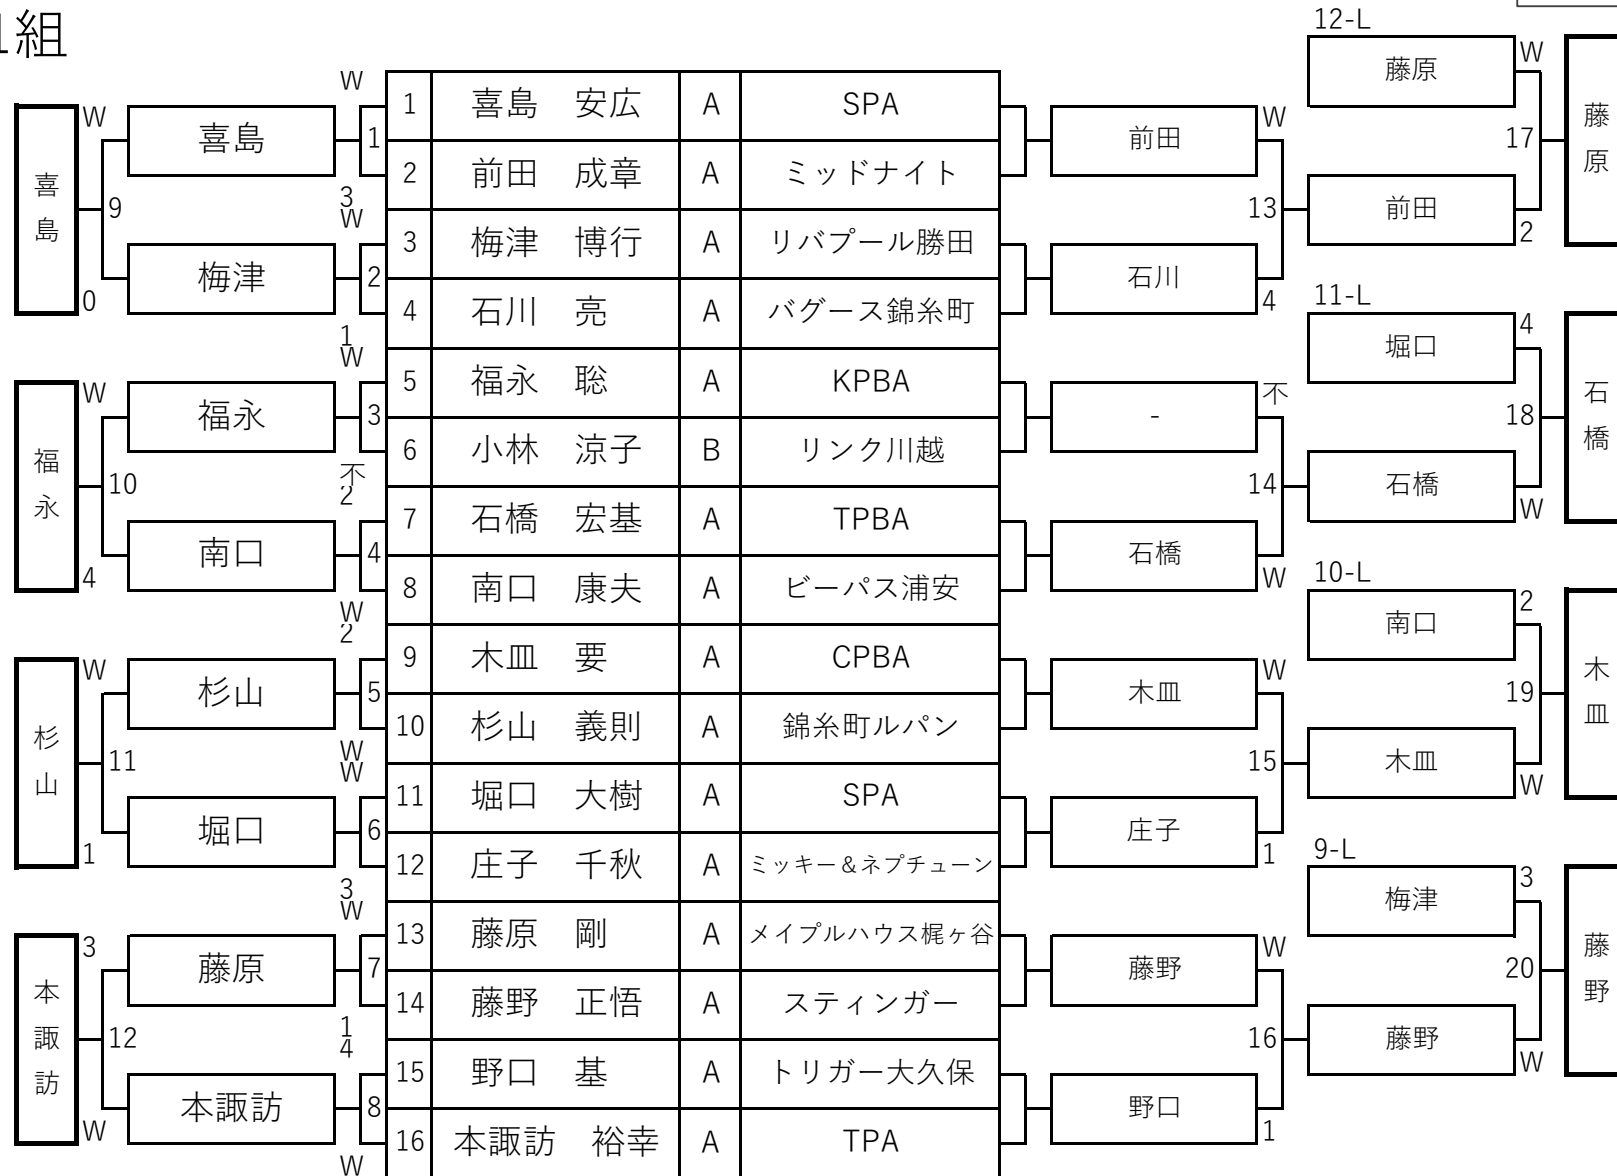 1組
1 喜島 安広 A SPA
2 前田 成章 A ミッドナイト
3 梅津 博行 A リバプール勝田
4 石川 亮 A バグース錦糸町
5 福永 聡 A KPBA
6 小林 涼子 B リンク川越
7 石橋 宏基 A TPBA
8 南口 康夫 A ビーパス浦安
9 木皿 要 A CPBA
10 杉山 義則 A 錦糸町ルパン
11 堀口 大樹 A SPA
12 庄子 千秋 A ミッキー&ネプチューン
13 藤原 剛 A メイプルハウス梶ヶ谷
14 藤野 正悟 A スティンガー
15 野口 基 A トリガー大久保
16 本諏訪 裕幸 A TPA
W
1
3
W
2
1
W
3
不
2
4
W
2
5
W
W
6
3
W
7
1
4
8
W
喜島
梅津
福永
南口
杉山
堀口
藤原
本諏訪
W
9
0
W
10
4
W
11
1
3
12
W
喜島
福永
杉山
本諏訪
前田
石川
-
石橋
木皿
庄子
藤野
野口
W
13
4
不
14
W
W
15
1
W
16
1
12-L
藤原
前田
11-L
堀口
石橋
10-L
南口
木皿
9-L
梅津
藤野
W
17
2
4
18
W
2
19
W
3
20
W
藤原
石橋
木皿
藤野